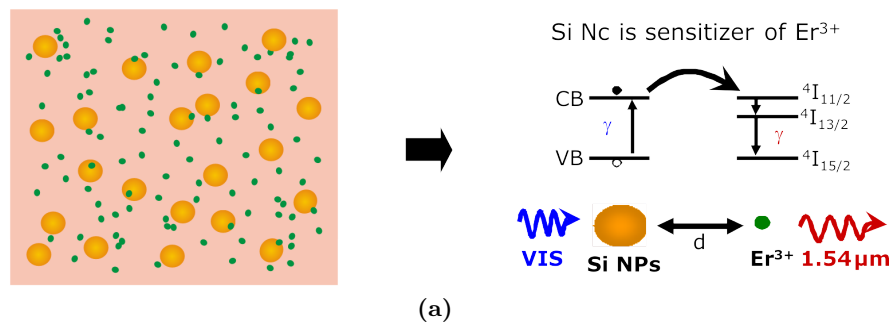 Si Nc is sensitizer of Er³⁺
CB
⁴I₁₁/₂
γ
⁴I₁₃/₂
γ
VB
⁴I₁₅/₂
VIS
Si NPs
d
Er³⁺
1.54μm
(a)